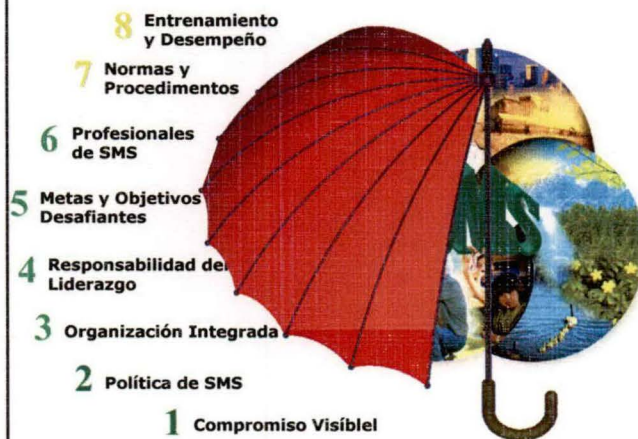 8 Entrenamiento
y Desempeño
7 Normas y
Procedimentos
6 Profesionales
de SMS
5 Metas y Objetivos
Desafiantes
4 Responsabilidad del
Liderazgo
3 Organización Integrada
2 Política de SMS
1 Compromiso Visíblel